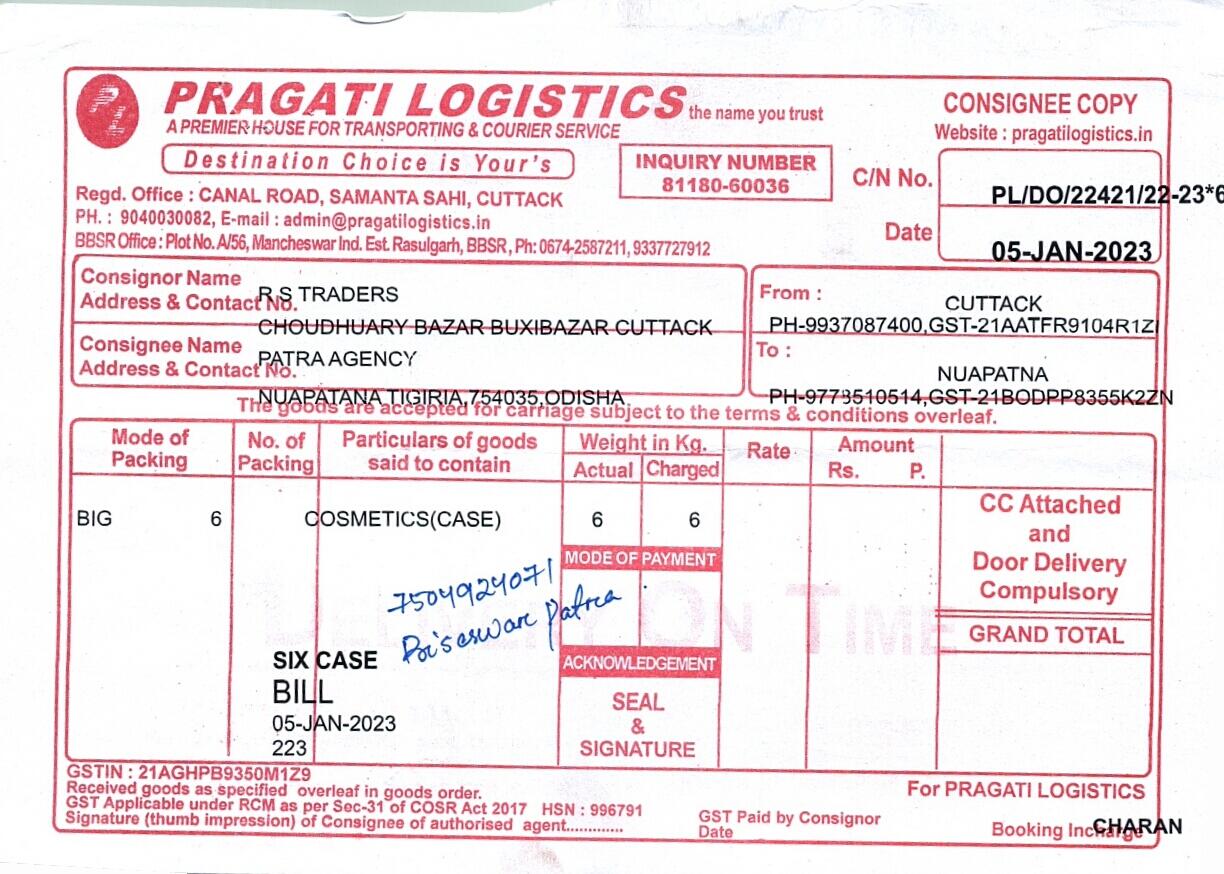 PRAGATI LOGISTICS the name you trust
A PREMIER HOUSE FOR TRANSPORTING & COURIER SERVICE
Destination Choice is Your's
CONSIGNEE COPY
Website : pragatilogistics.in
INQUIRY NUMBER
81180-60036
C/N No. PL/DO/22421/22-23*6
Date 05-JAN-2023
Regd. Office : CANAL ROAD, SAMANTA SAHI, CUTTACK
PH. : 9040030082, E-mail : admin@pragatilogistics.in
BBSR Office : Plot No. A/56, Mancheswar Ind. Est. Rasulgarh, BBSR, Ph: 0674-2587211, 9337727912
Consignor Name
Address & Contact No.
R S TRADERS
CHOUDHUARY BAZAR BUXIBAZAR CUTTACK
From :
CUTTACK
PH-9937087400,GST-21AATFR9104R1ZI
Consignee Name
Address & Contact No.
PATRA AGENCY
NUAPATANA TIGIRIA,754035,ODISHA
To :
NUAPATNA
PH-9778510514,GST-21BODPP8355K2ZN
The goods are accepted for carriage subject to the terms & conditions overleaf.
Mode of Packing
No. of Packing
Particulars of goods said to contain
Weight in Kg.
Actual Charged
Rate
Amount
Rs. P.
BIG 6 COSMETICS(CASE) 6 6
CC Attached
and
Door Delivery
Compulsory
GRAND TOTAL
MODE OF PAYMENT
7504924071
Patra
DELIVERY ON TIME
SIX CASE
BILL
05-JAN-2023
223
ACKNOWLEDGEMENT
SEAL
&
SIGNATURE
GSTIN : 21AGHPB9350M1Z9
Received goods as specified overleaf in goods order.
GST Applicable under RCM as per Sec-31 of COSR Act 2017 HSN : 996791
Signature (thumb impression) of Consignee of authorised agent.............
GST Paid by Consignor
Date
For PRAGATI LOGISTICS
Booking Incharge
CHARAN